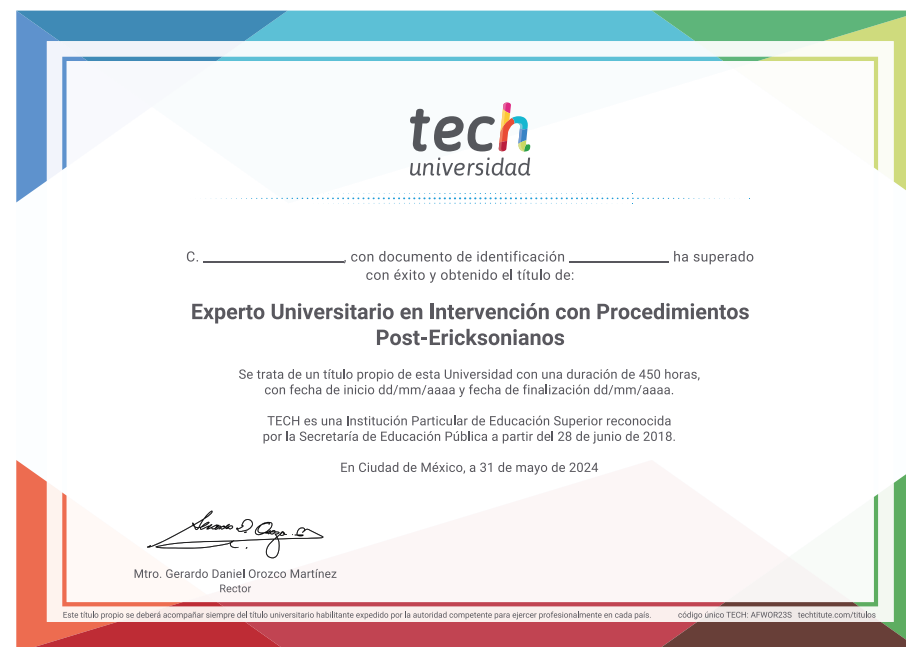 tech
universidad
C. ____________, con documento de identificación ____________ ha superado
con éxito y obtenido el título de:
Experto Universitario en Intervención con Procedimientos
Post-Ericksonianos
Se trata de un título propio de esta Universidad con una duración de 450 horas,
con fecha de inicio dd/mm/aaaa y fecha de finalización dd/mm/aaaa.
TECH es una Institución Particular de Educación Superior reconocida
por la Secretaría de Educación Pública a partir del 28 de junio de 2018.
En Ciudad de México, a 31 de mayo de 2024
Mtro. Gerardo Daniel Orozco Martínez
Rector
Este título propio se deberá acompañar siempre del título universitario habilitante expedido por la autoridad competente para ejercer profesionalmente en cada país. código único TECH: AFWOR23S techtitute.com/titulos